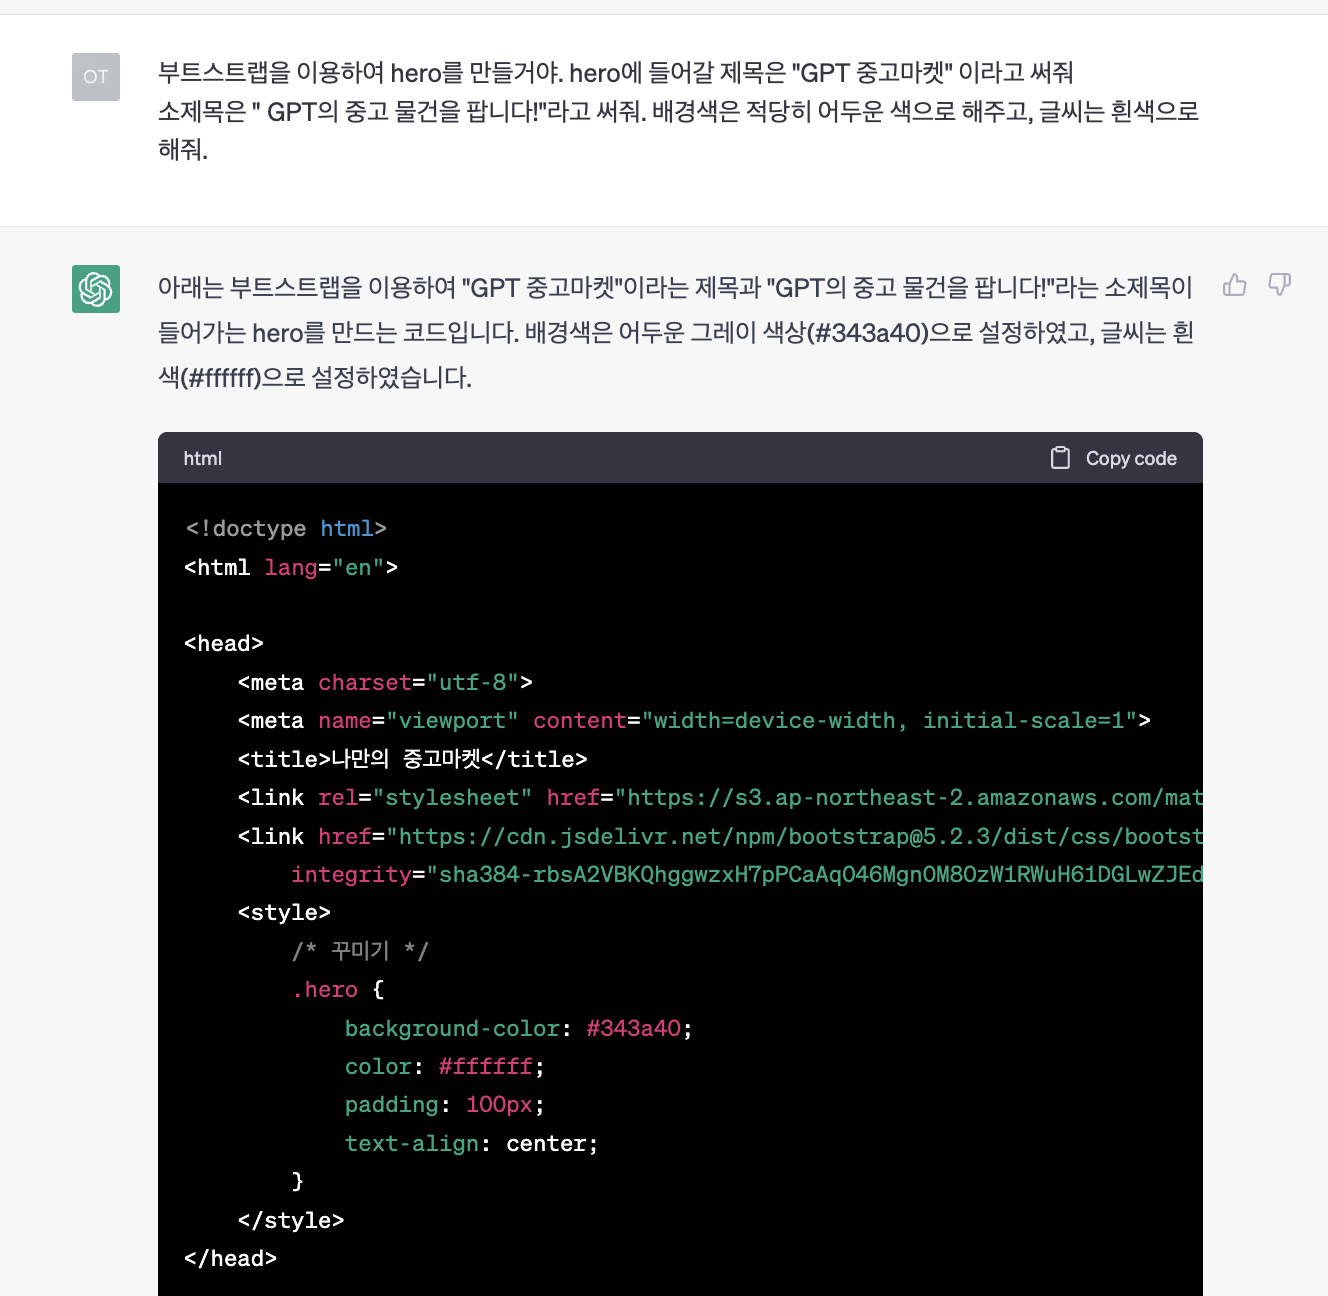 OT
부트스트랩을 이용하여 hero를 만들거야. hero에 들어갈 제목은 "GPT 중고마켓" 이라고 써줘
소제목은 " GPT의 중고 물건을 팝니다!"라고 써줘. 배경색은 적당히 어두운 색으로 해주고, 글씨는 흰색으로
해줘.
아래는 부트스트랩을 이용하여 "GPT 중고마켓"이라는 제목과 "GPT의 중고 물건을 팝니다!"라는 소제목이
들어가는 hero를 만드는 코드입니다. 배경색은 어두운 그레이 색상(#343a40)으로 설정하였고, 글씨는 흰
색(#ffffff)으로 설정하였습니다.
html
Copy code
<!doctype html>
<html lang="en">
<head>
<meta charset="utf-8">
<meta name="viewport" content="width=device-width, initial-scale=1">
<title>나만의 중고마켓</title>
<link rel="stylesheet" href="https://s3.ap-northeast-2.amazonaws.com/mat
<link href="https://cdn.jsdelivr.net/npm/bootstrap@5.2.3/dist/css/bootst
integrity="sha384-rbsA2VBKQhggwzxH7pPCaAqO46MgnOM80zW1RWuH61DGLwZJEd
<style>
/* 꾸미기 */
.hero {
background-color: #343a40;
color: #ffffff;
padding: 100px;
text-align: center;
}
</style>
</head>